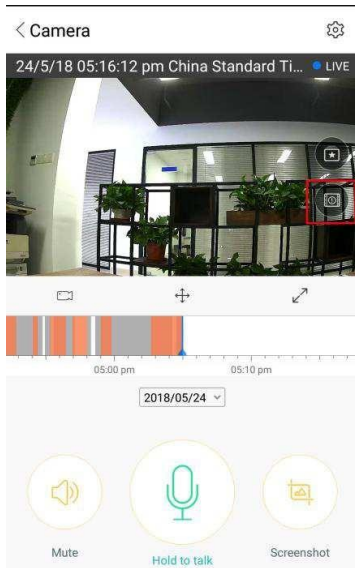 Camera
24/5/18 05:16:12 pm China Standard Ti... LIVE
05:00 pm 05:10 pm
2018/05/24
Mute
Hold to talk
Screenshot